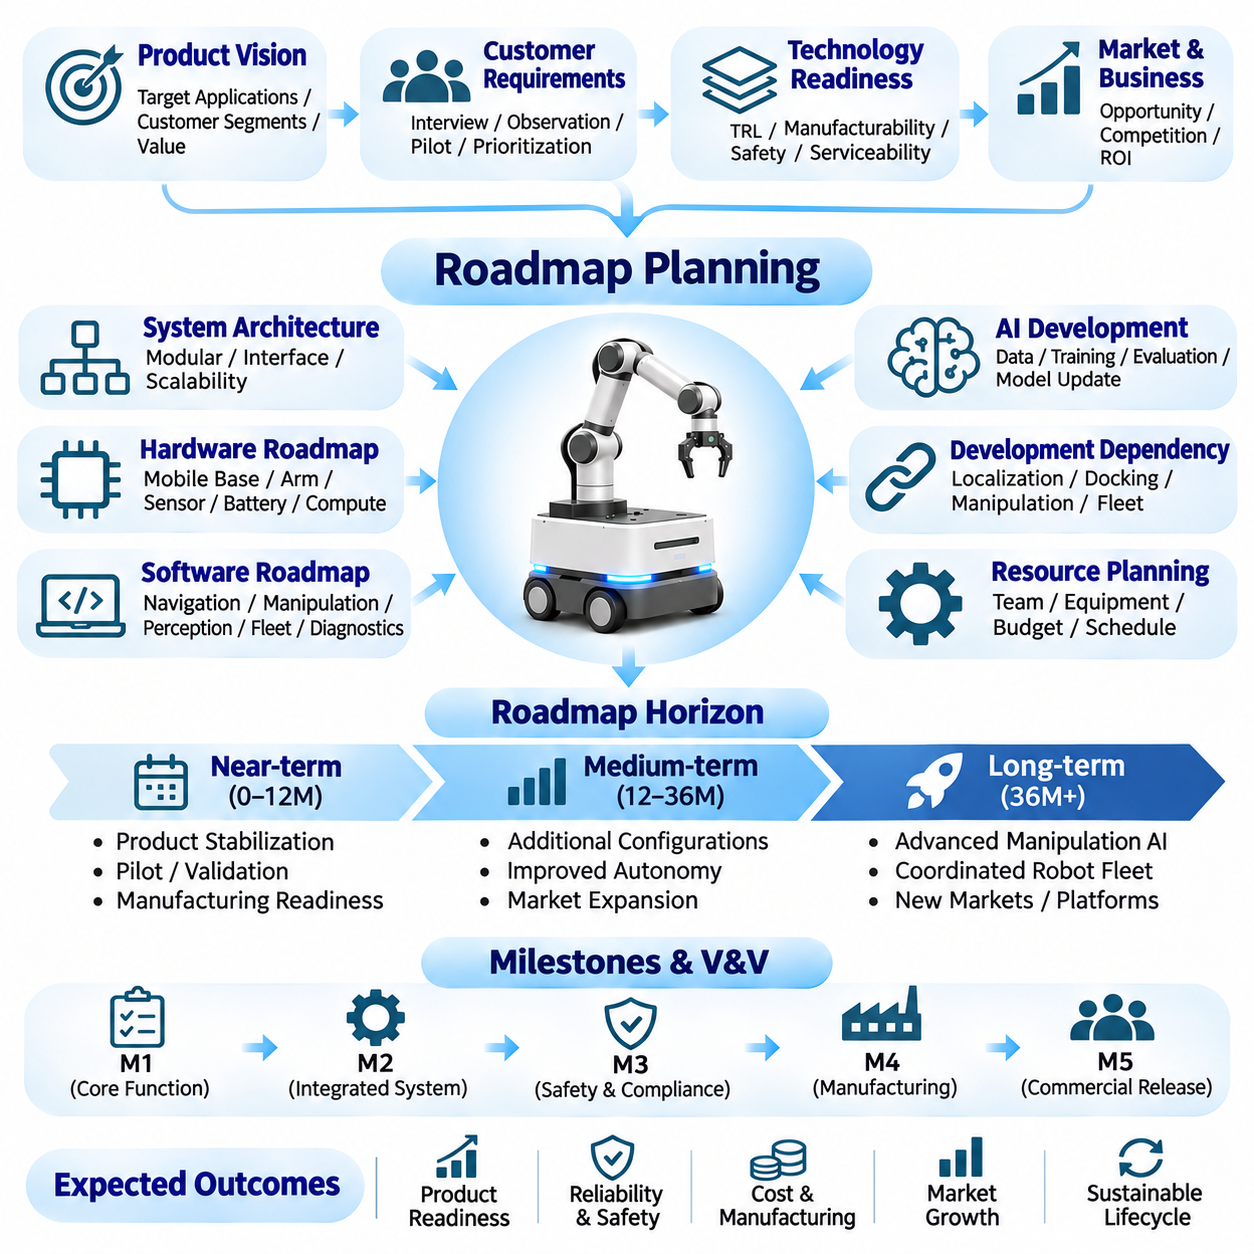 Product Vision
Target Applications /
Customer Segments /
Value
Customer
Requirements
Interview / Observation /
Pilot / Prioritization
Technology
Readiness
TRL / Manufacturability /
Safety / Serviceability
Market &
Business
Opportunity /
Competition /
ROI
Roadmap Planning
System Architecture
Modular / Interface /
Scalability
Hardware Roadmap
Mobile Base / Arm /
Sensor / Battery / Compute
Software Roadmap
Navigation / Manipulation /
Perception / Fleet / Diagnostics
AI Development
Data / Training / Evaluation /
Model Update
Development Dependency
Localization / Docking /
Manipulation / Fleet
Resource Planning
Team / Equipment /
Budget / Schedule
Roadmap Horizon
Near-term
(0–12M)
• Product Stabilization
• Pilot / Validation
• Manufacturing Readiness
Medium-term
(12–36M)
• Additional Configurations
• Improved Autonomy
• Market Expansion
Long-term
(36M+)
• Advanced Manipulation AI
• Coordinated Robot Fleet
• New Markets / Platforms
Milestones & V&V
M1
(Core Function)
M2
(Integrated System)
M3
(Safety & Compliance)
M4
(Manufacturing)
M5
(Commercial Release)
Expected Outcomes
Product
Readiness
Reliability
& Safety
Cost &
Manufacturing
Market
Growth
Sustainable
Lifecycle